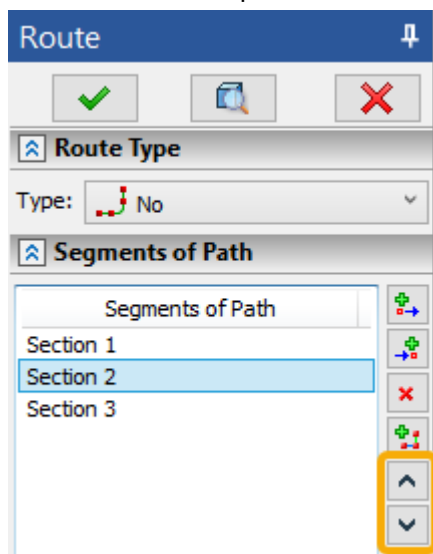 Route
Route Type
Type: No
Segments of Path
Segments of Path
Section 1
Section 2
Section 3